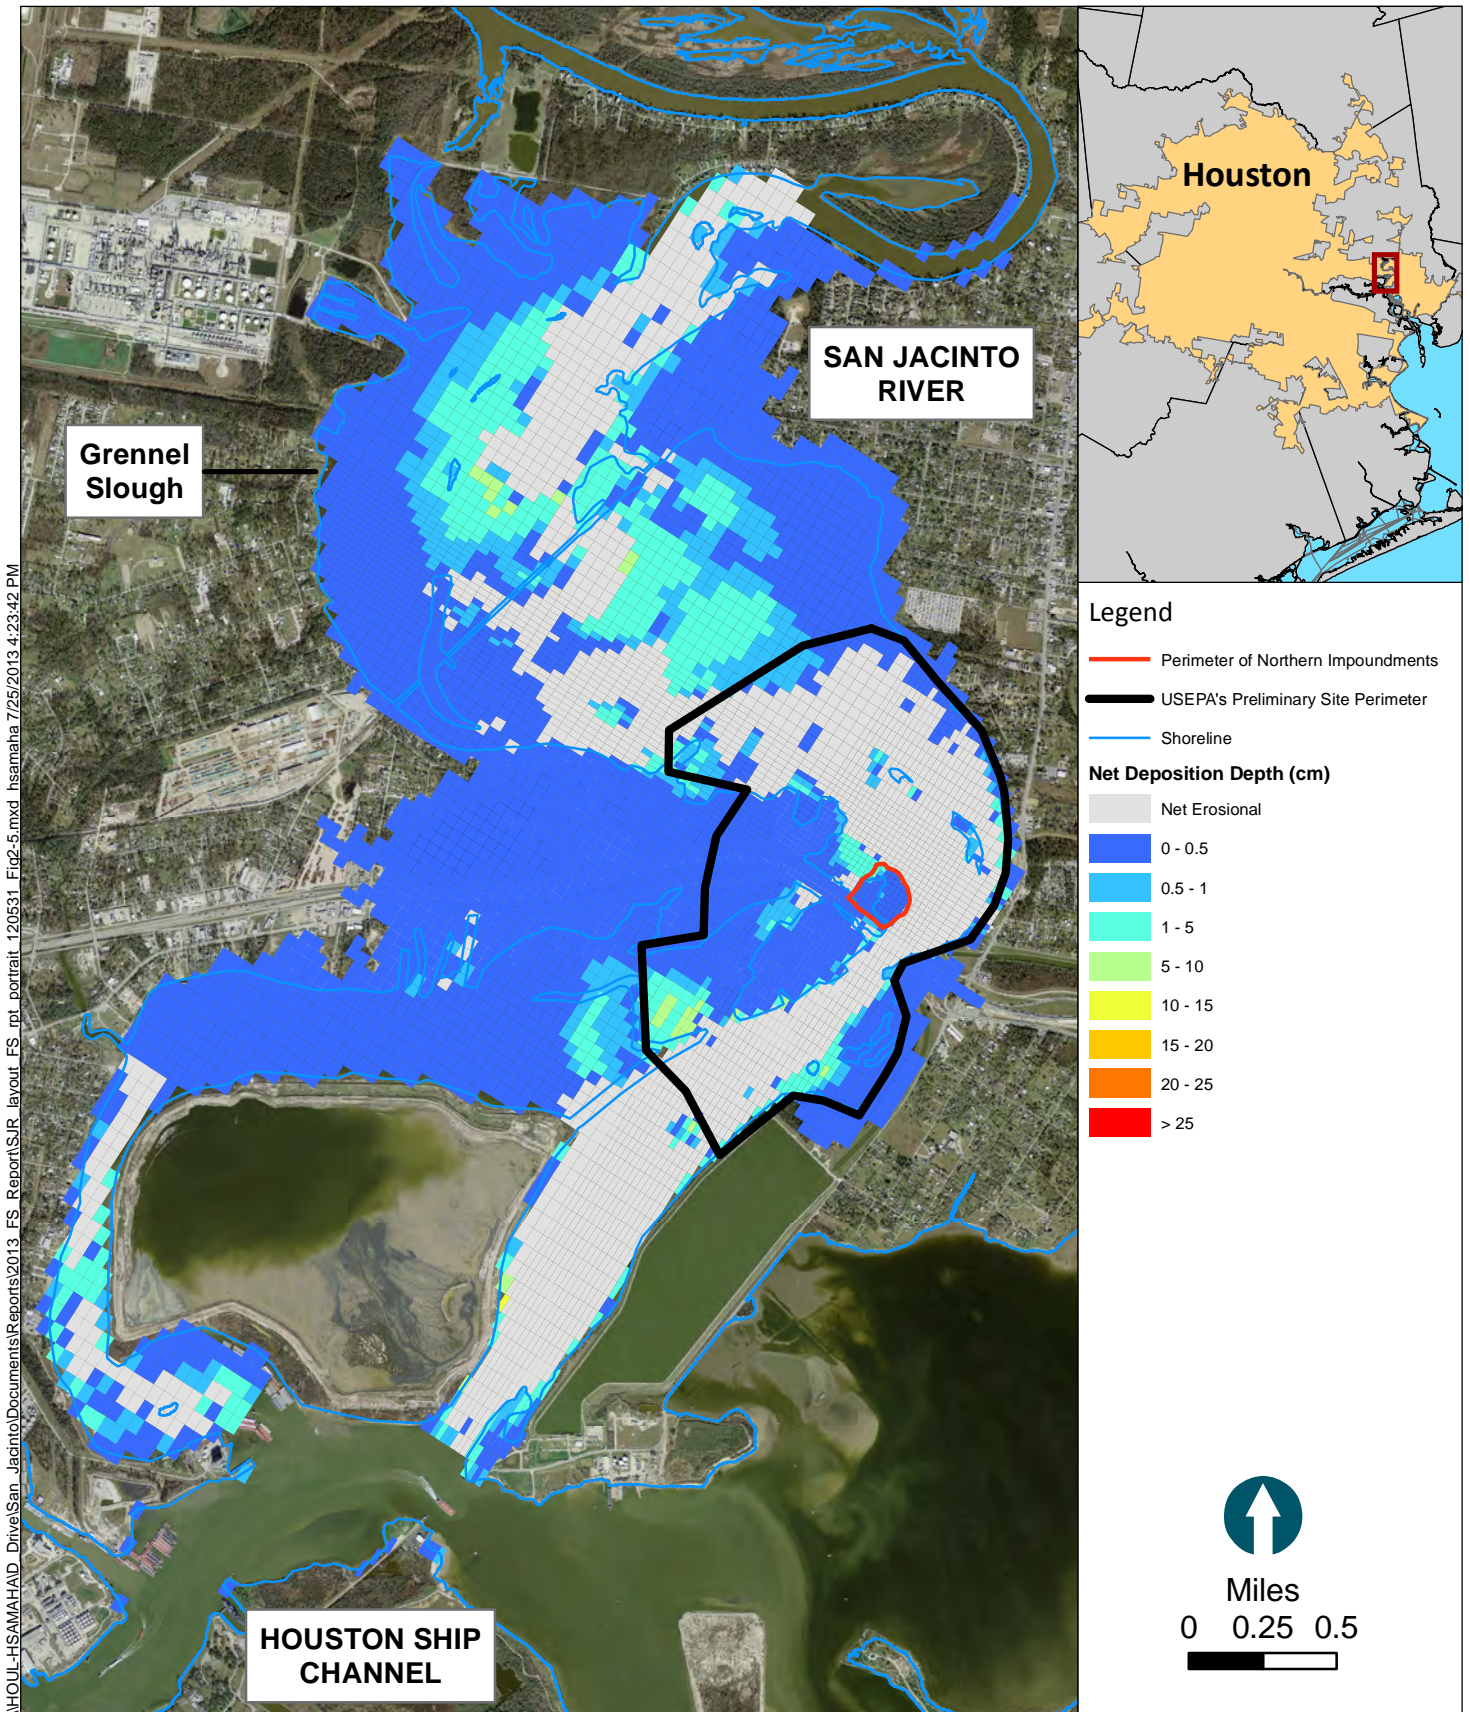 Houston
SAN JACINTO
RIVER
Grennel
Slough
HOUSTON SHIP
CHANNEL
Legend
Perimeter of Northern Impoundments
USEPA's Preliminary Site Perimeter
Shoreline
Net Deposition Depth (cm)
Net Erosional
0 - 0.5
0.5 - 1
1 - 5
5 - 10
10 - 15
15 - 20
20 - 25
> 25
Miles
0 0.25 0.5
\HOUL-HSAMAHA\D_Drive\San_Jacinto\Documents\Reports\2013_FS_Report\SJR_layout_FS_rpt_portrait_120531_Fig2-5.mxd hsamaha 7/25/2013 4:23:42 PM